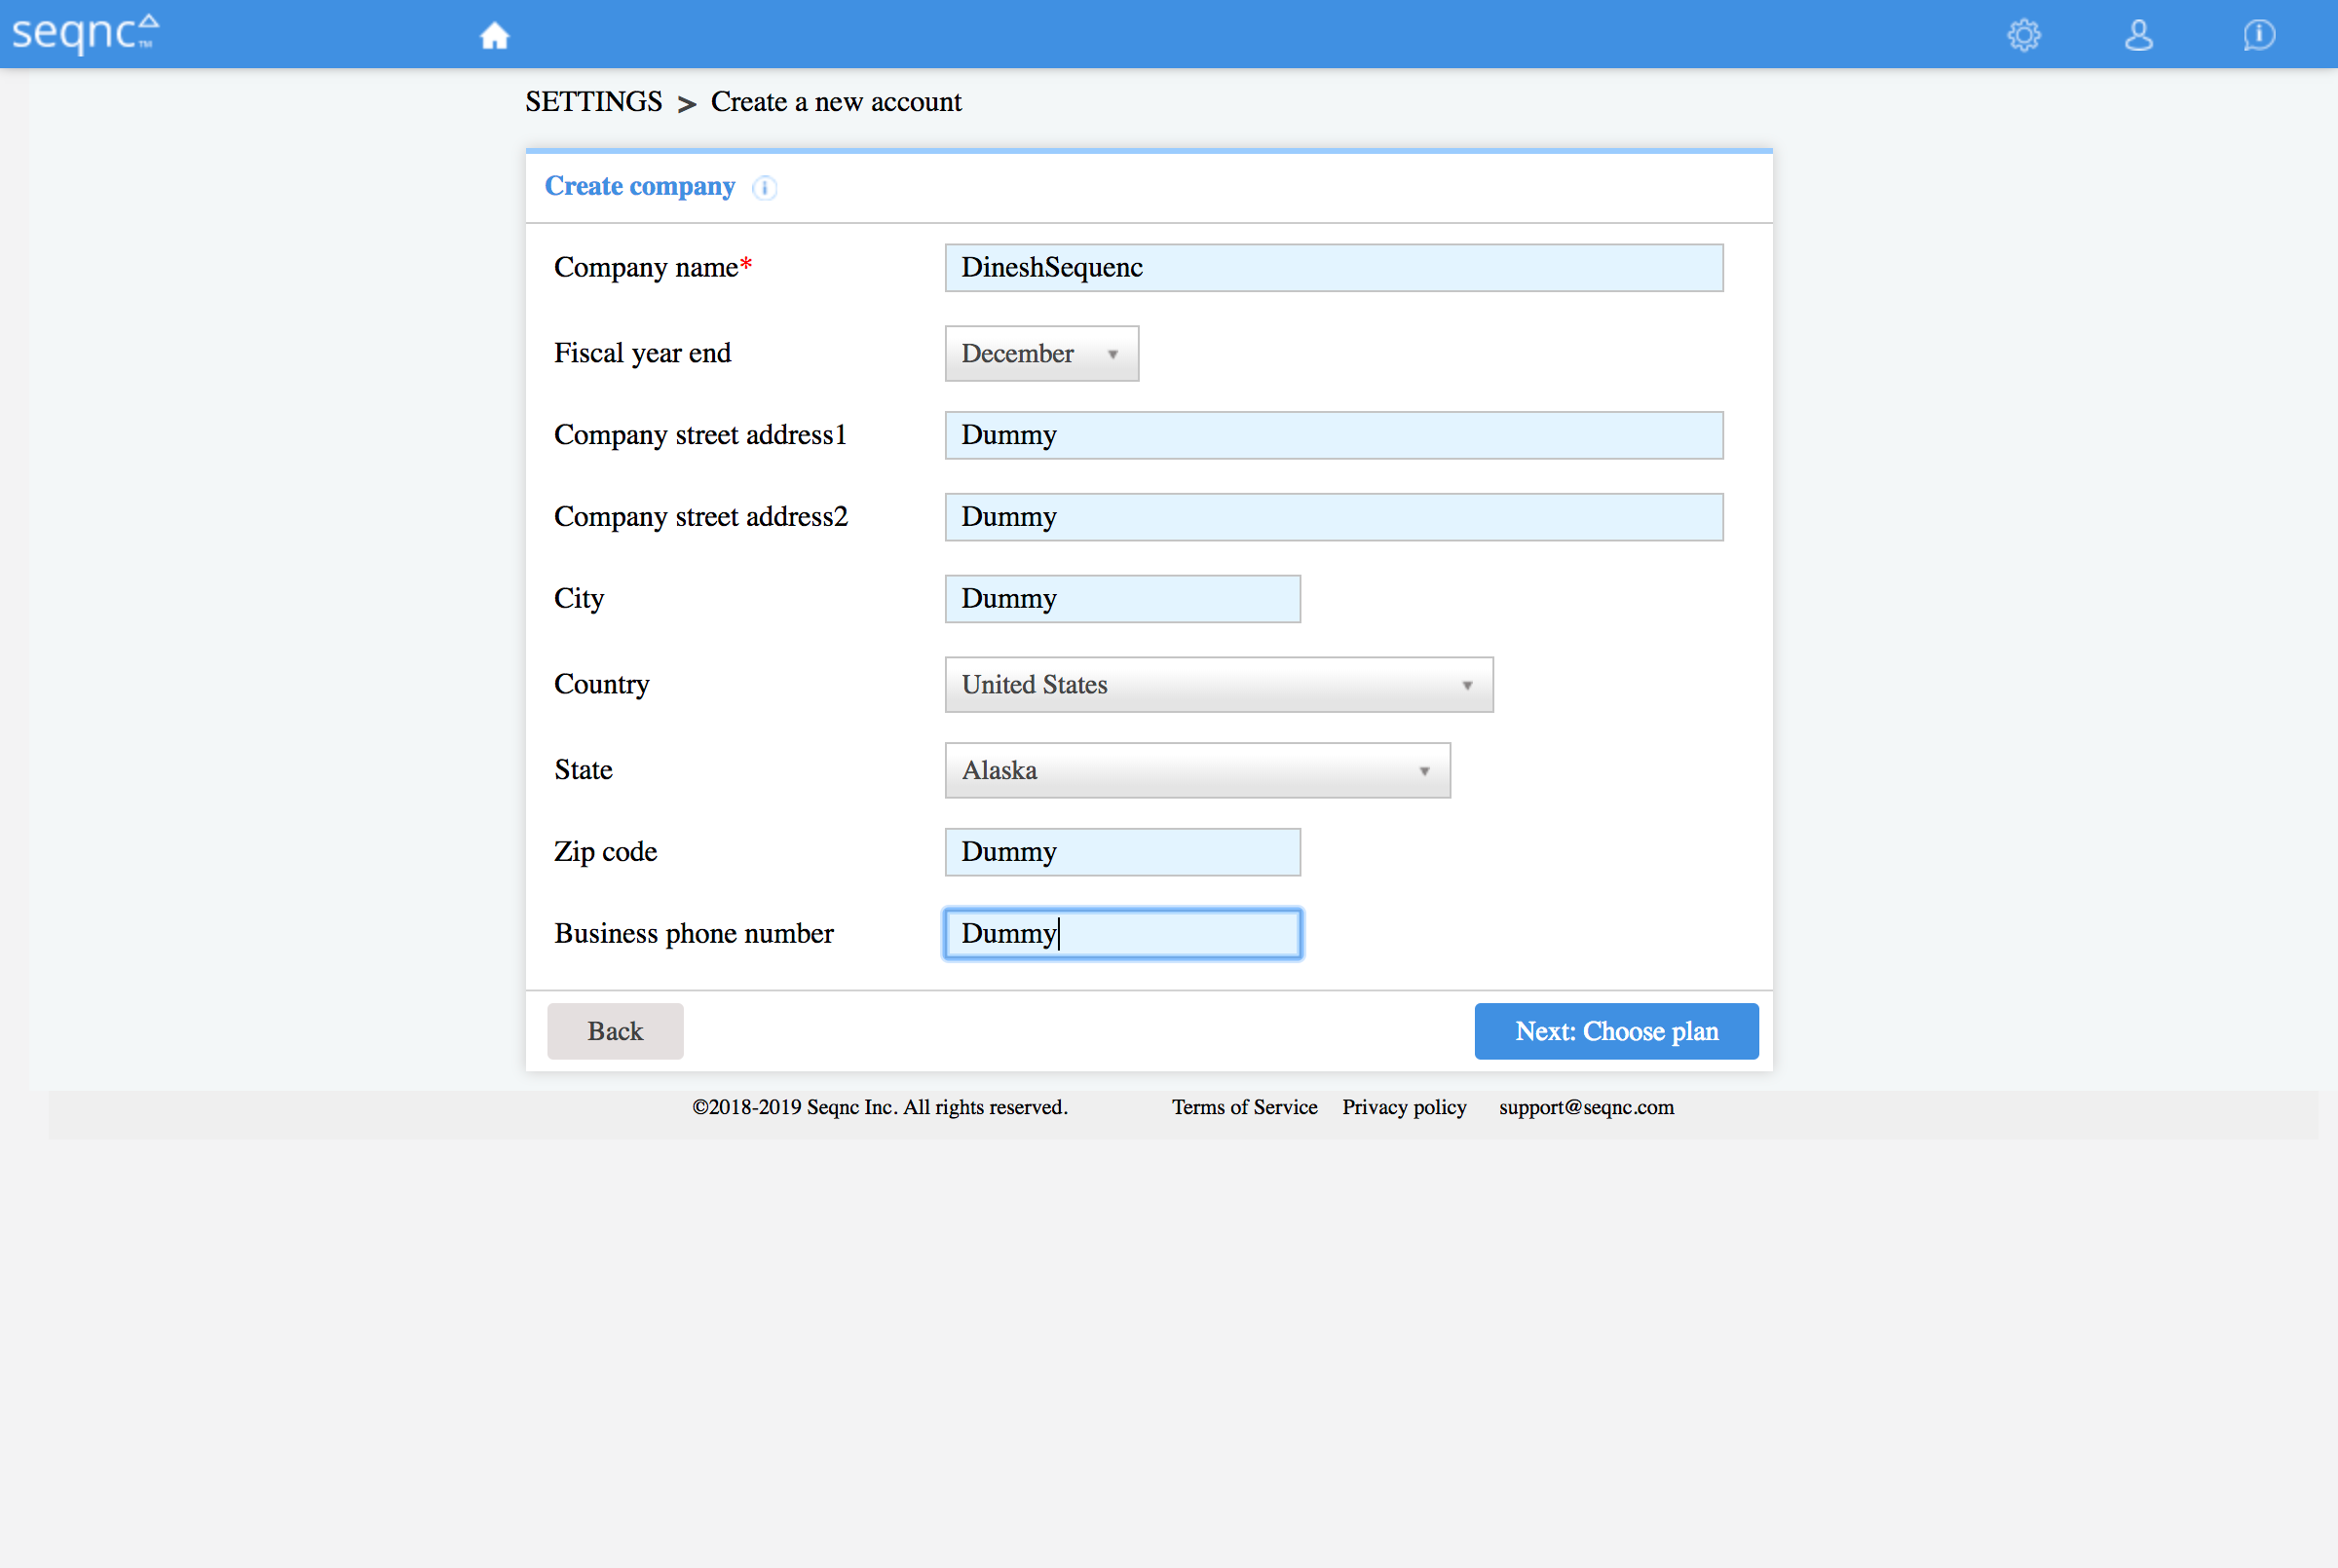 seqnc™
SETTINGS > Create a new account
Create company
Company name* DineshSequenc
Fiscal year end December
Company street address1 Dummy
Company street address2 Dummy
City Dummy
Country United States
State Alaska
Zip code Dummy
Business phone number Dummy
Back Next: Choose plan
©2018-2019 Seqnc Inc. All rights reserved. Terms of Service Privacy policy support@seqnc.com